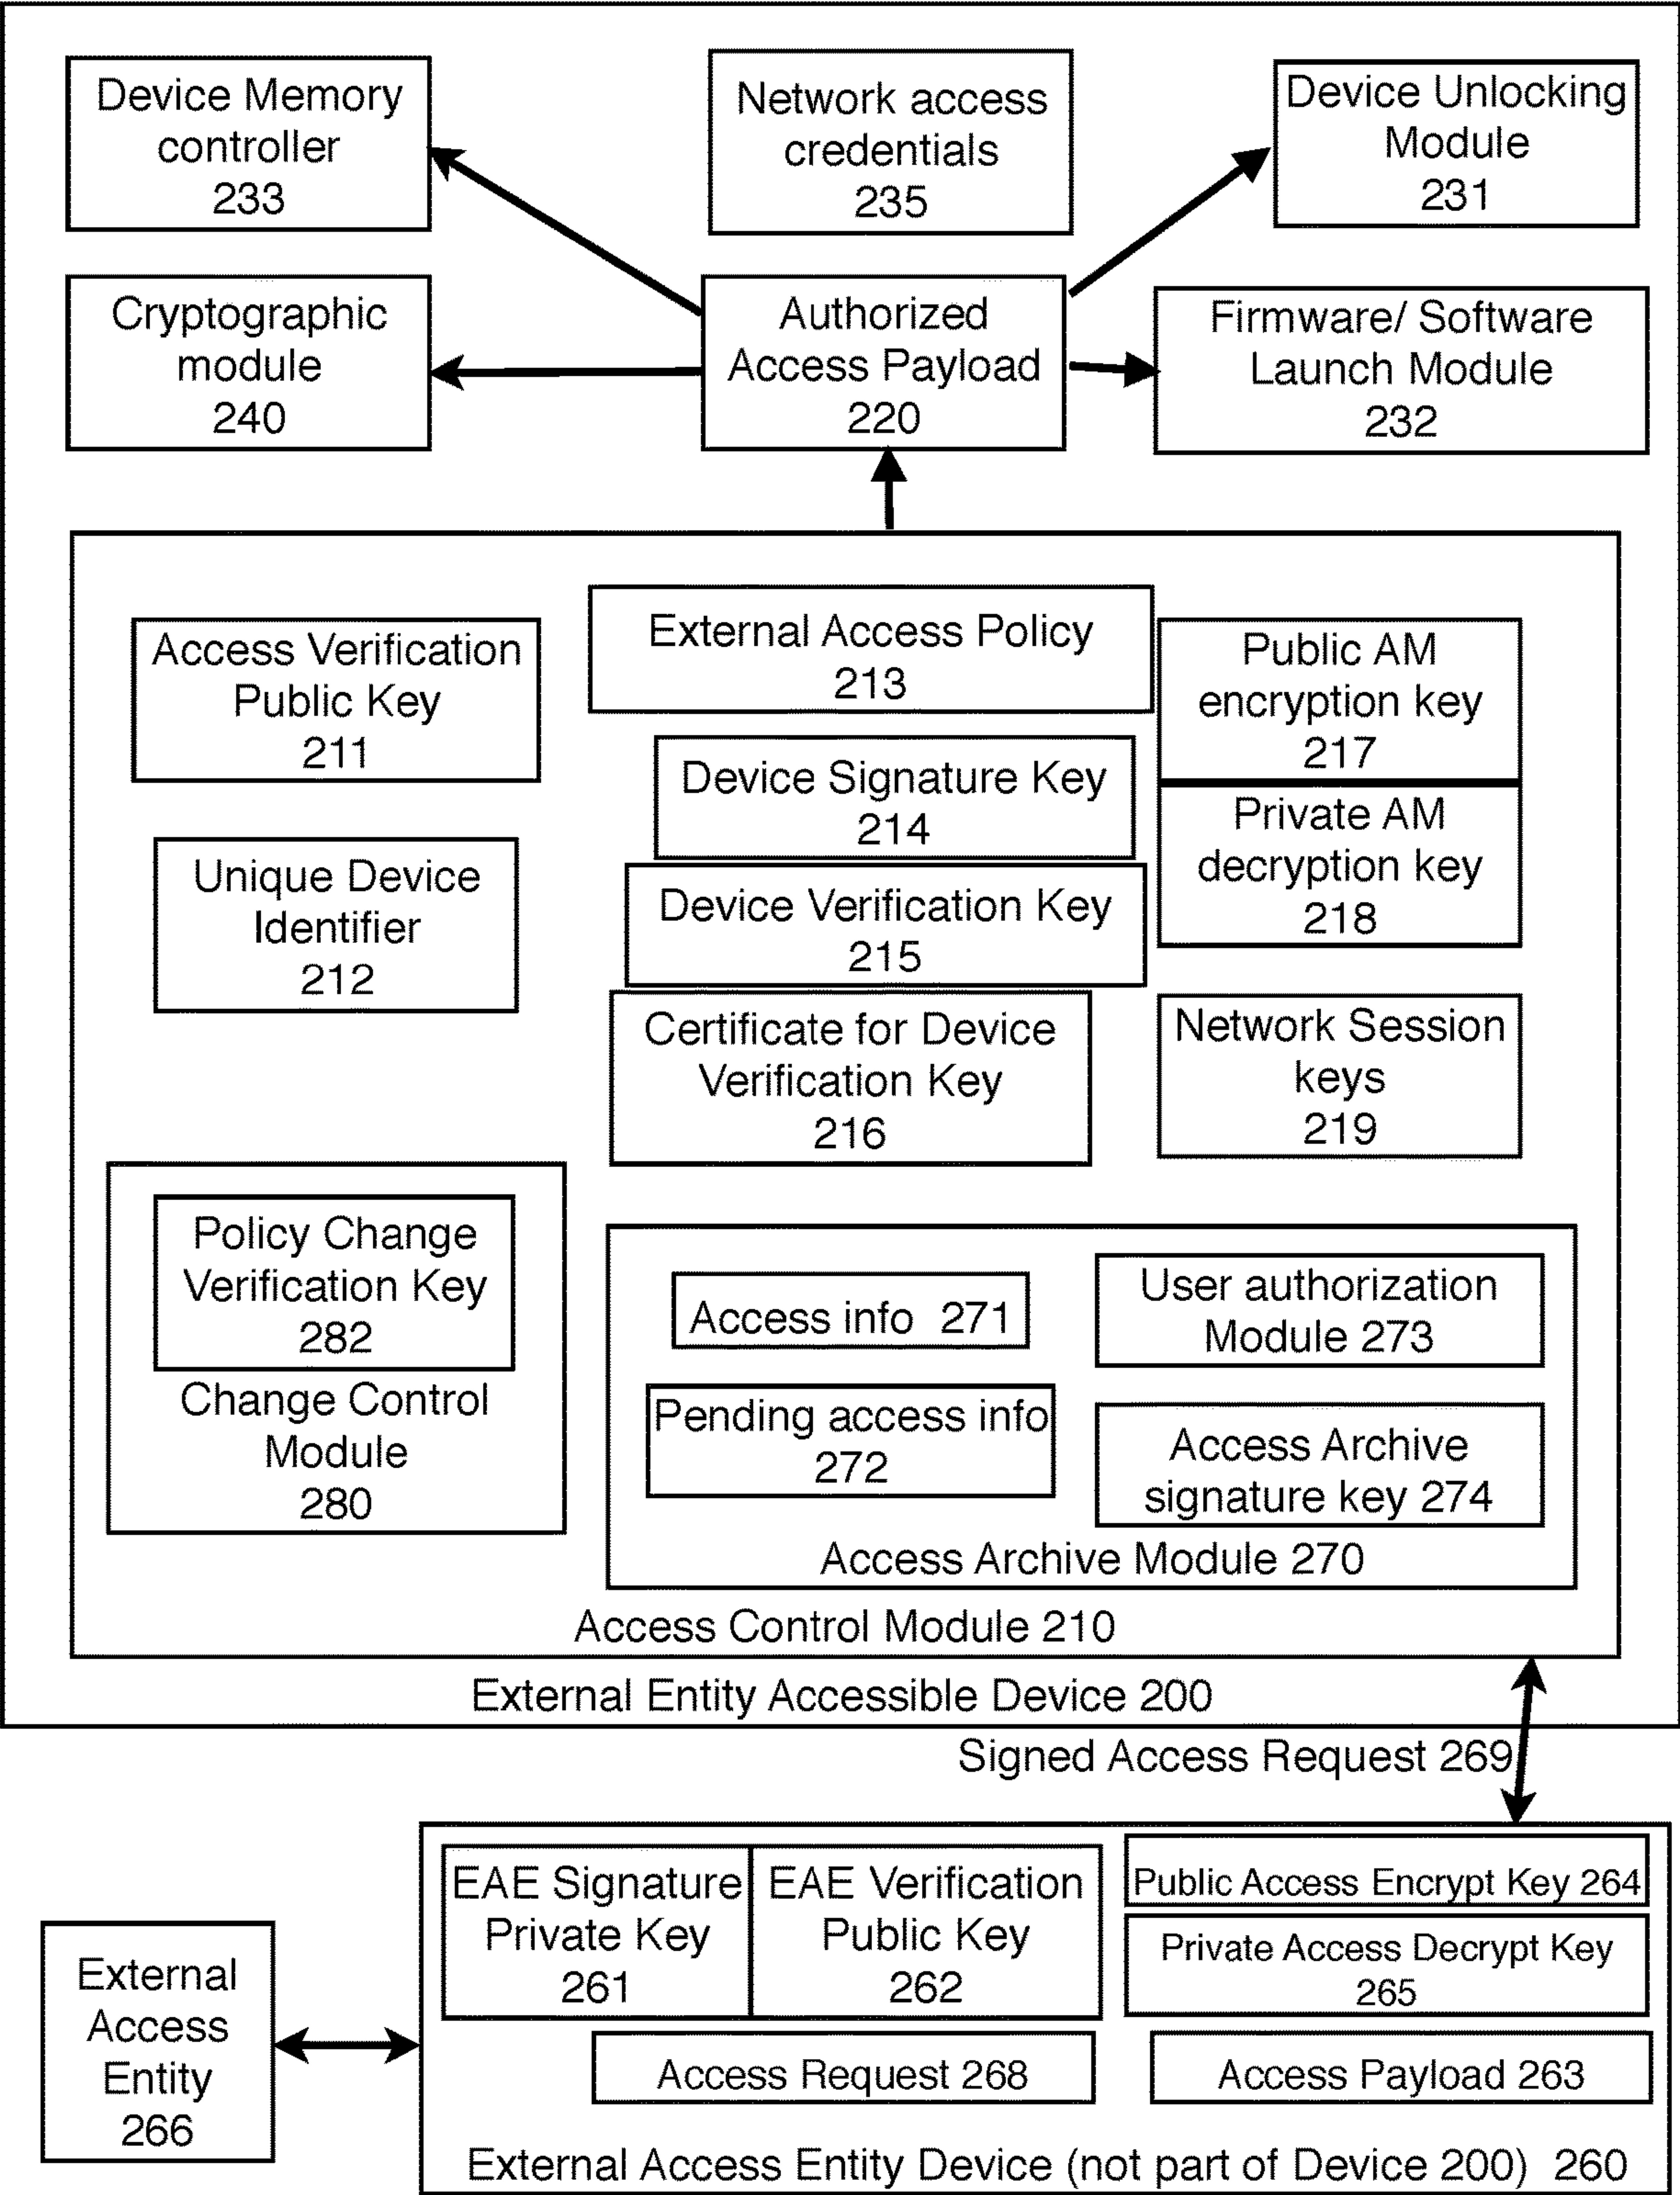 Device Memory
controller
233
Network access
credentials
235
Device Unlocking
Module
231
Cryptographic
module
240
Authorized
Access Payload
220
Firmware/ Software
Launch Module
232
External Access Policy
213
Access Verification
Public Key
211
Public AM
encryption key
217
Device Signature Key
214
Private AM
decryption key
218
Unique Device
Identifier
212
Device Verification Key
215
Certificate for Device
Verification Key
216
Network Session
keys
219
Policy Change
Verification Key
282
Change Control
Module
280
Access info 271
User authorization
Module 273
Pending access info
272
Access Archive
signature key 274
Access Archive Module 270
Access Control Module 210
External Entity Accessible Device 200
Signed Access Request 269
EAE Signature
Private Key
261
EAE Verification
Public Key
262
Public Access Encrypt Key 264
Private Access Decrypt Key
265
External
Access
Entity
266
Access Request 268
Access Payload 263
External Access Entity Device (not part of Device 200) 260